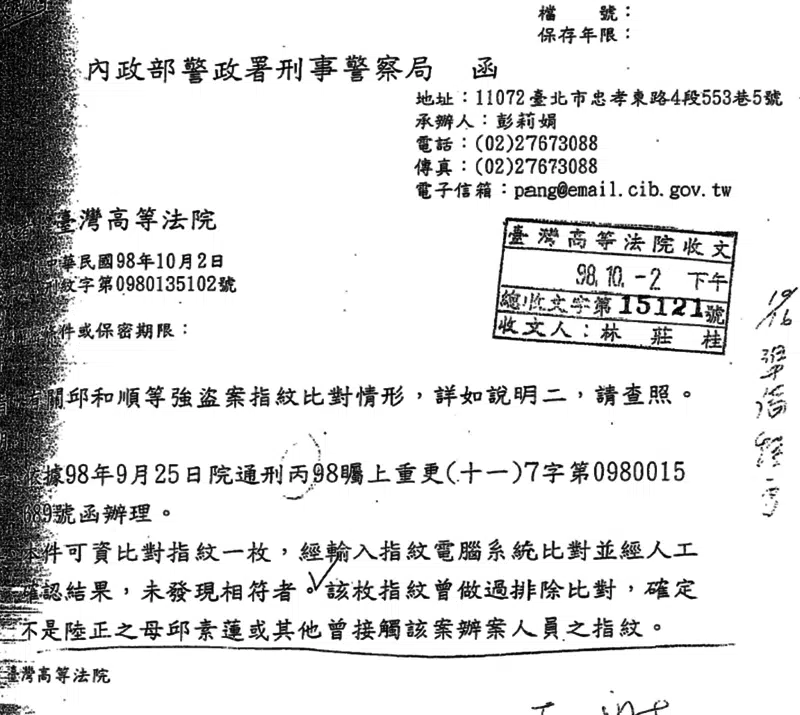 檔　　號：
保存年限：
內政部警政署刑事警察局　函
地址：11072臺北市忠孝東路4段553巷5號
承辦人：彭莉娟
電話：(02)27673088
傳真：(02)27673088
電子信箱：pang@email.cib.gov.tw
臺灣高等法院
中華民國98年10月2日
紋字第0980135102號
件或保密期限：
臺灣高等法院收文
98.10.-2 下午
總收文字第15121號
收文人：林莊桂
有關邱和順等強盜案指紋比對情形，詳如說明二，請查照。
依據98年9月25日院通刑丙98矚上重更(十一)7字第0980015
689號函辦理。
本件可資比對指紋一枚，經輸入指紋電腦系統比對並經人工
確認結果，未發現相符者。該枚指紋曾做過排除比對，確定
不是陸正之母邱素蓮或其他曾接觸該案辦案人員之指紋。
臺灣高等法院